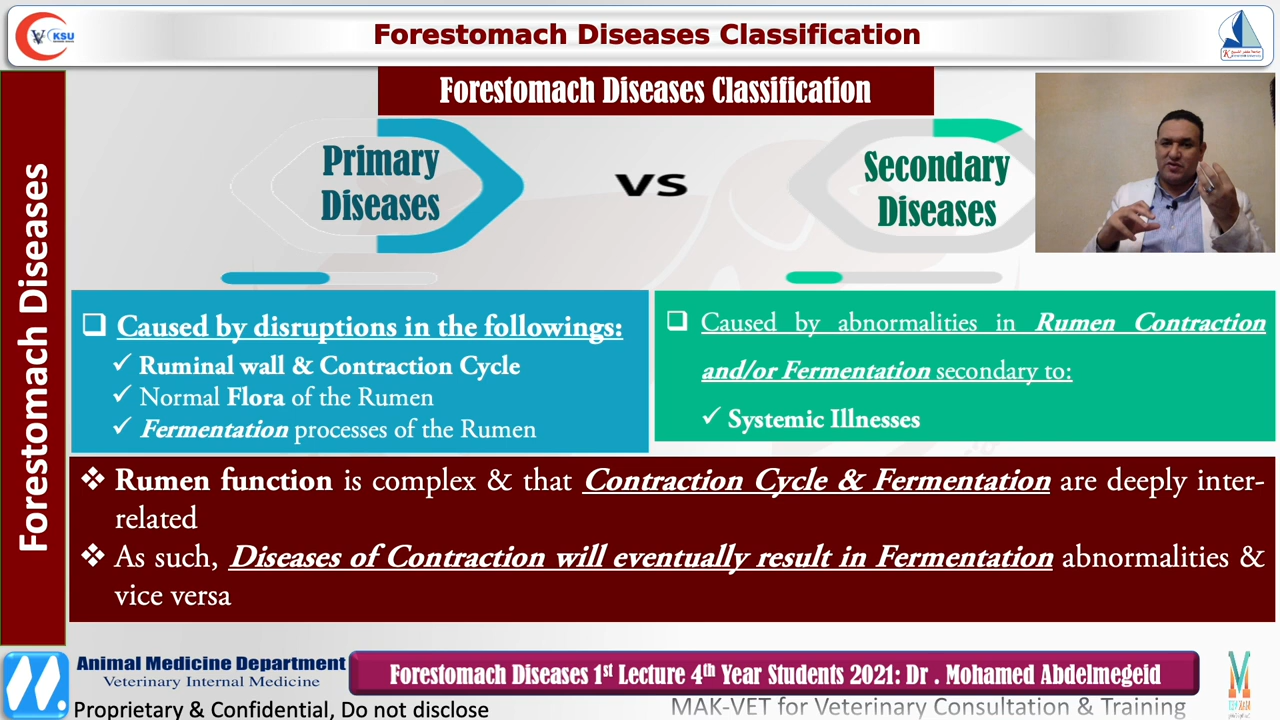 KSU
Forestomach Diseases Classification
Forestomach Diseases
Forestomach Diseases Classification
Primary
Diseases
vs
Secondary
Diseases
❑ Caused by disruptions in the followings:
✓ Ruminal wall & Contraction Cycle
✓ Normal Flora of the Rumen
✓ Fermentation processes of the Rumen
❑ Caused by abnormalities in Rumen Contraction
and/or Fermentation secondary to:
✓ Systemic Illnesses
❖ Rumen function is complex & that Contraction Cycle & Fermentation are deeply inter-
related
❖ As such, Diseases of Contraction will eventually result in Fermentation abnormalities &
vice versa
Animal Medicine Department
Veterinary Internal Medicine
Forestomach Diseases 1st Lecture 4th Year Students 2021: Dr . Mohamed Abdelmegeid
Proprietary & Confidential, Do not disclose
MAK-VET for Veterinary Consultation & Training